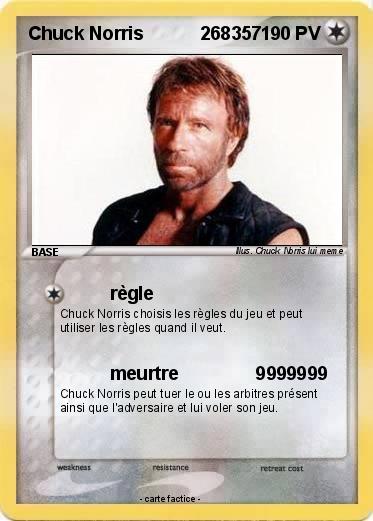 Chuck Norris 268357190 PV
BASE
Illus. Chuck Norris lui meme
règle
Chuck Norris choisis les règles du jeu et peut
utiliser les règles quand il veut.
meurtre 9999999
Chuck Norris peut tuer le ou les arbitres présent
ainsi que l'adversaire et lui voler son jeu.
weakness resistance retreat cost
- carte factice -